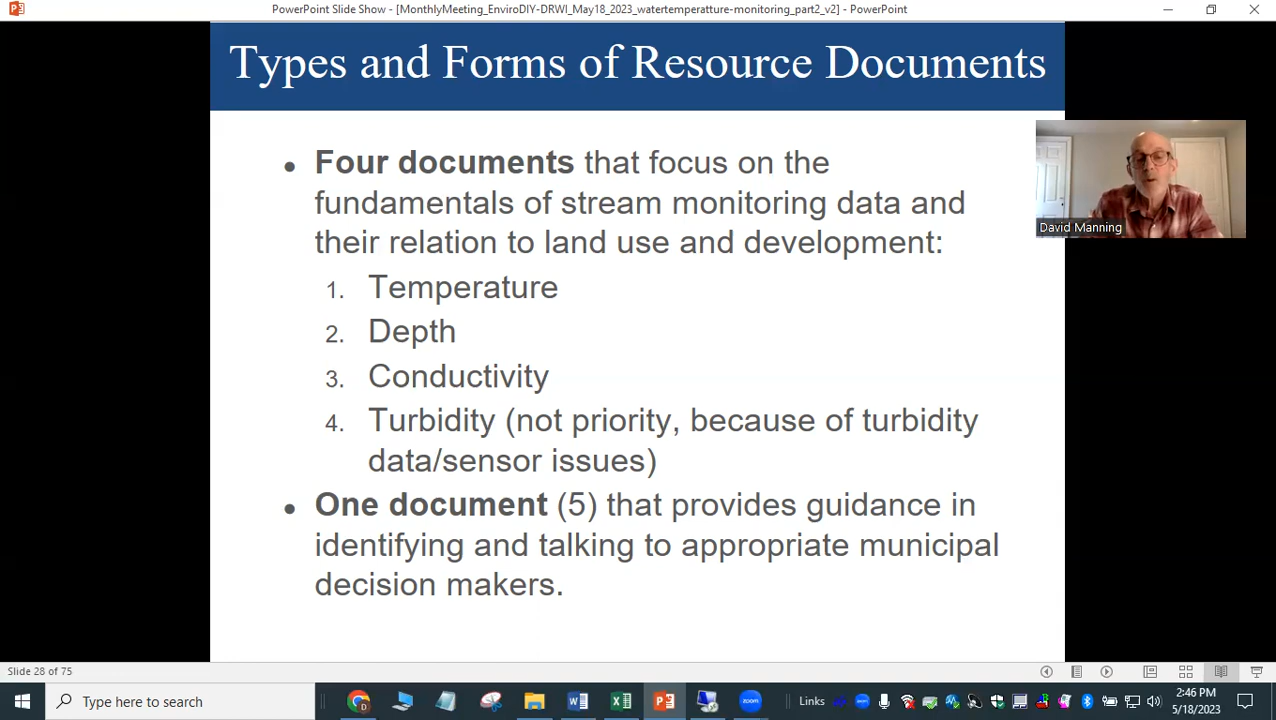 PowerPoint Slide Show - [MonthlyMeeting_EnviroDIY-DRWI_May18_2023_watertemperatture-monitoring_part2_v2] - PowerPoint
Types and Forms of Resource Documents
• Four documents that focus on the
fundamentals of stream monitoring data and
their relation to land use and development:
1. Temperature
2. Depth
3. Conductivity
4. Turbidity (not priority, because of turbidity
data/sensor issues)
• One document (5) that provides guidance in
identifying and talking to appropriate municipal
decision makers.
David Manning
Slide 28 of 75
Type here to search
Links
2:46 PM
5/18/2023